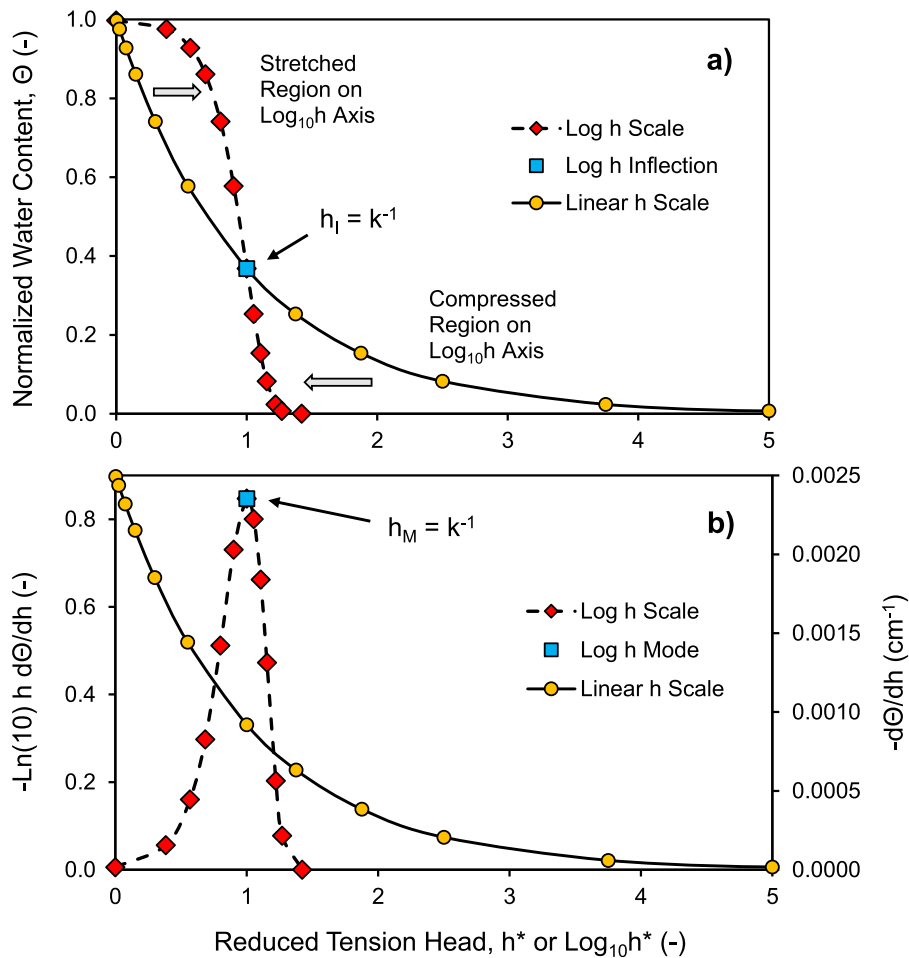 1.0
0.8
0.6
0.4
0.2
0.0
Normalized Water Content, Θ (-)
a)
Stretched
Region on
Log₁₀h Axis
Log h Scale
Log h Inflection
Linear h Scale
hI = k⁻¹
Compressed
Region on
Log₁₀h Axis
0 1 2 3 4 5
0.8
0.6
0.4
0.2
0.0
-Ln(10) h dΘ/dh (-)
b)
hM = k⁻¹
Log h Scale
Log h Mode
Linear h Scale
0.0025
0.0020
0.0015
0.0010
0.0005
0.0000
-dΘ/dh (cm⁻¹)
0 1 2 3 4 5
Reduced Tension Head, h* or Log₁₀h* (-)